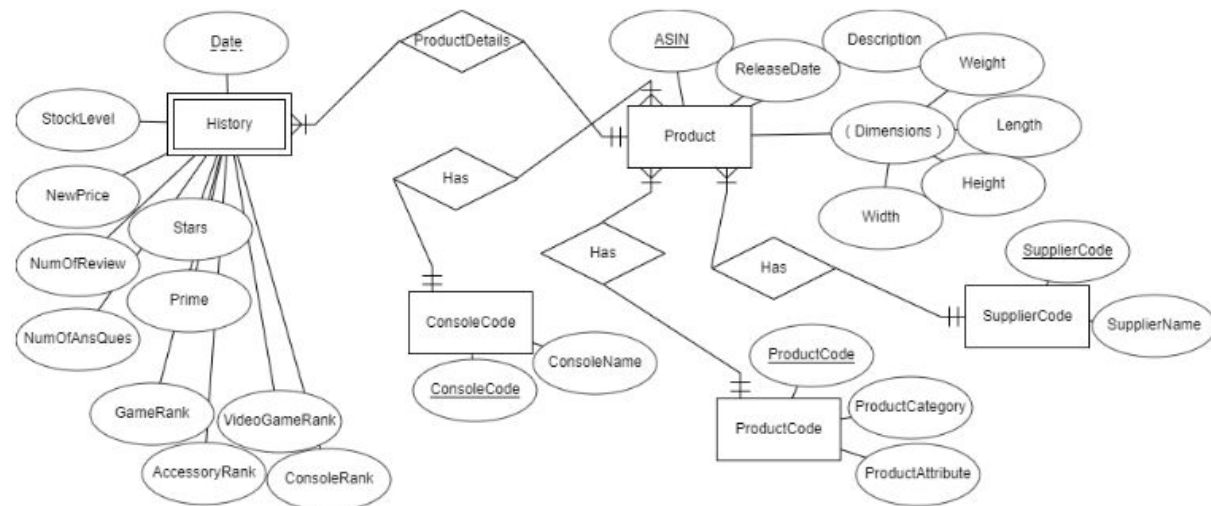 Date
ProductDetails
ASIN
ReleaseDate
Description
Weight
StockLevel
History
Product
( Dimensions )
Length
Has
Height
NewPrice
Width
Stars
Has
NumOfReview
Has
SupplierCode
Prime
ConsoleCode
SupplierCode
SupplierName
NumOfAnsQues
ConsoleName
ProductCode
ConsoleCode
GameRank
VideoGameRank
ProductCategory
ProductCode
AccessoryRank
ConsoleRank
ProductAttribute